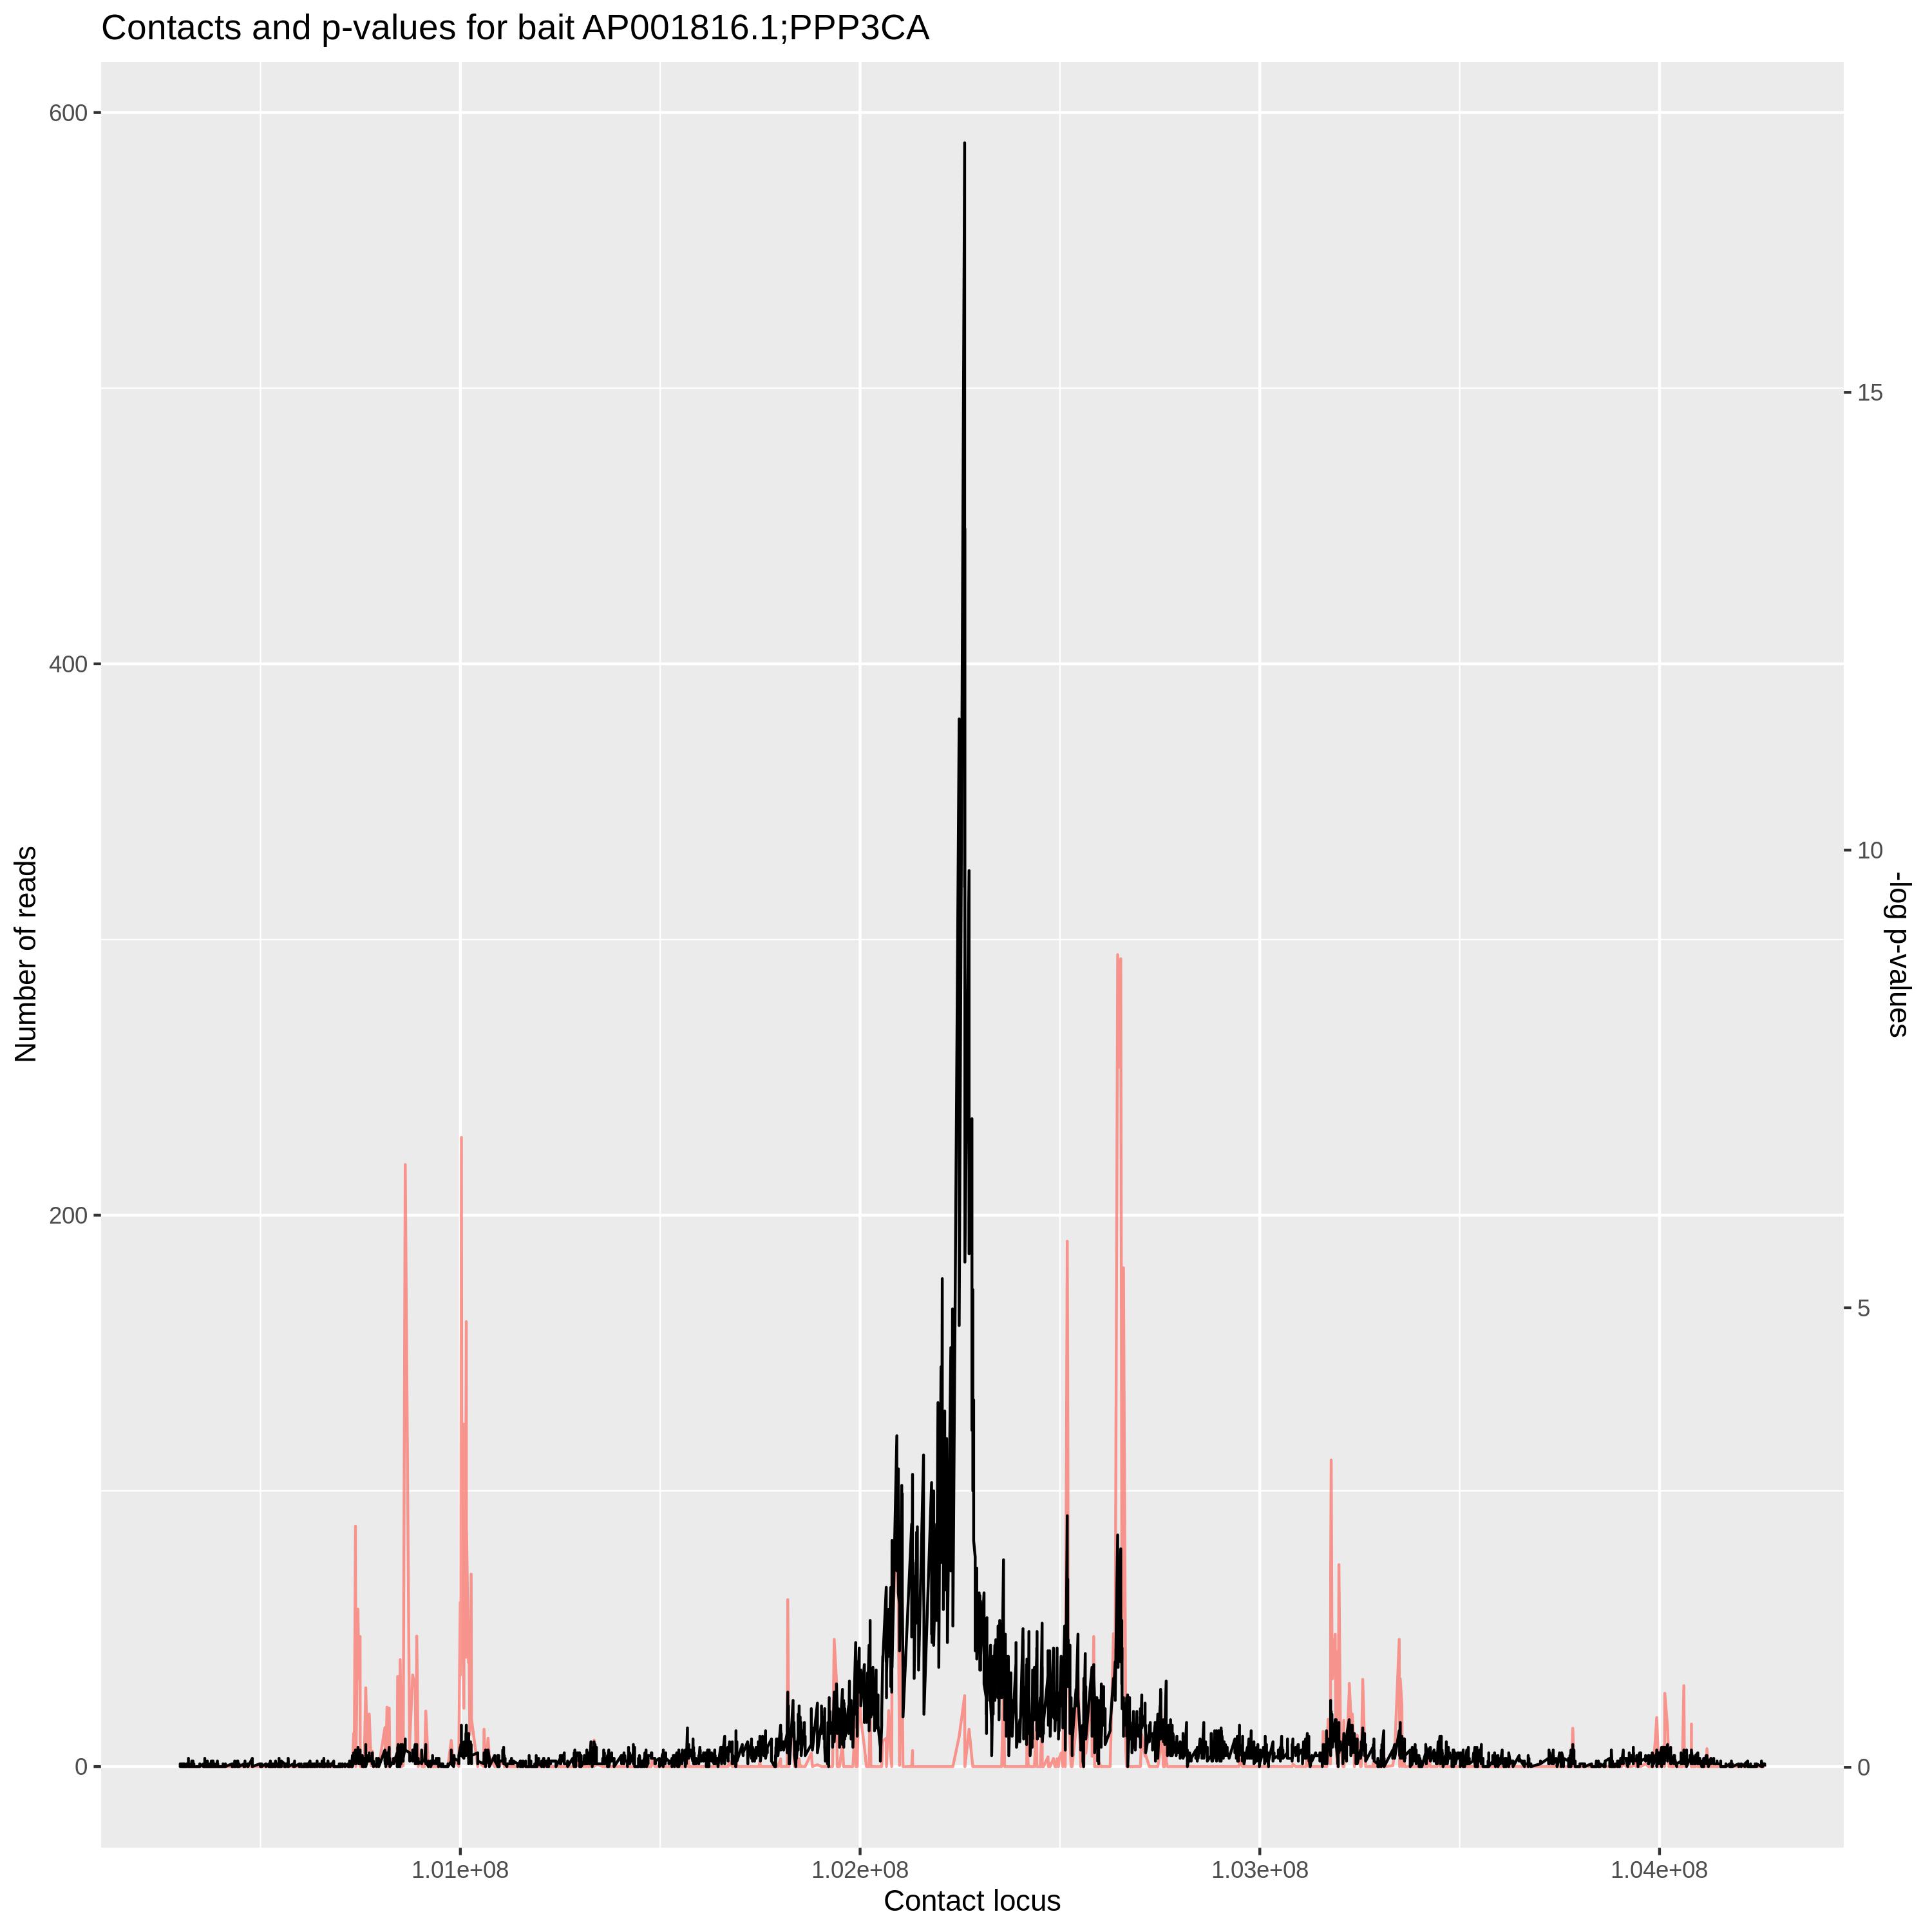 Contacts and p-values for bait AP001816.1;PPP3CA
600
400
200
0
Number of reads
15
10
5
0
-log p-values
1.01e+08
1.02e+08
1.03e+08
1.04e+08
Contact locus